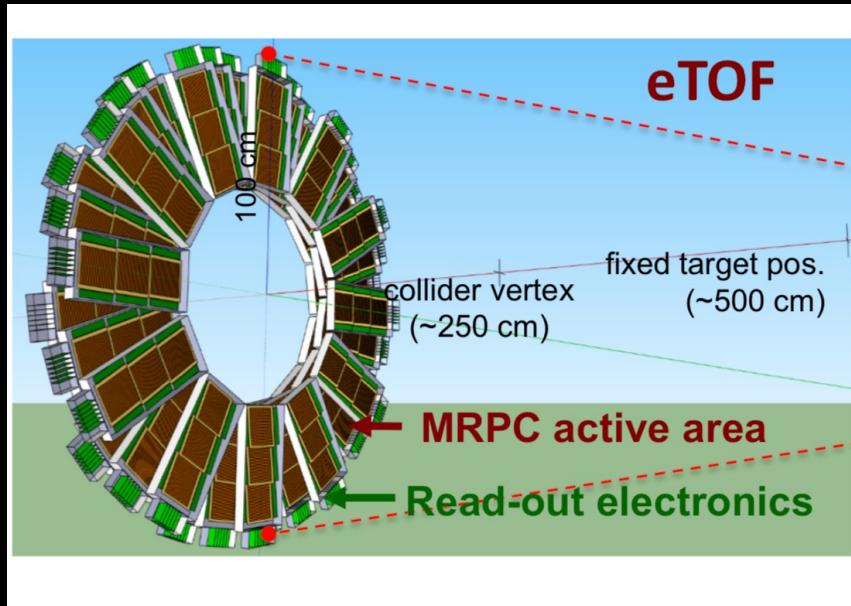 eTOF
100 cm
fixed target pos.
(~500 cm)
collider vertex
(~250 cm)
MRPC active area
Read-out electronics